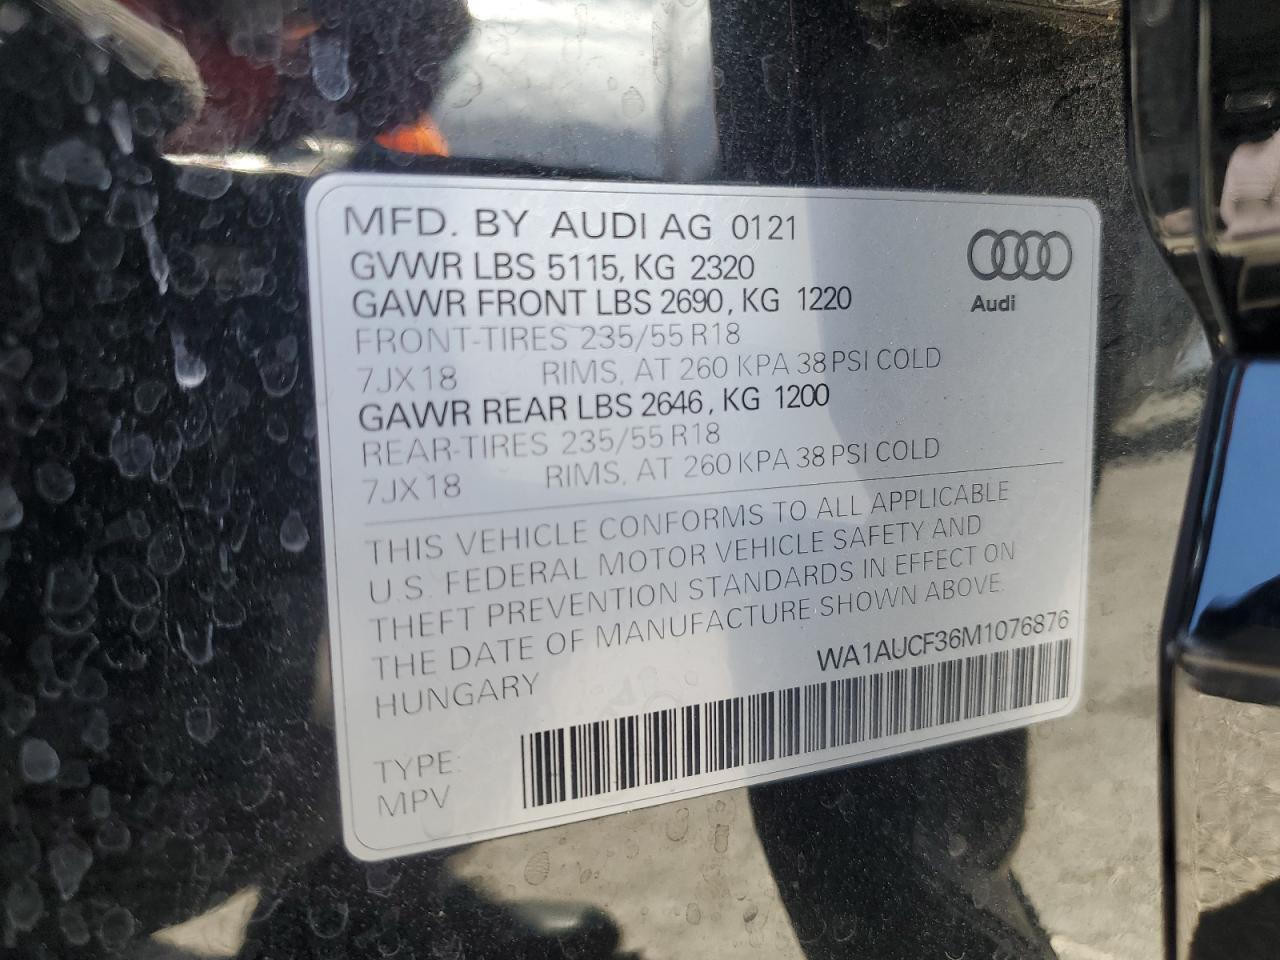 MFD. BY AUDI AG 0121
GVWR LBS 5115, KG 2320
GAWR FRONT LBS 2690, KG 1220
FRONT-TIRES 235/55 R18
7JX18 RIMS, AT 260 KPA 38 PSI COLD
GAWR REAR LBS 2646, KG 1200
REAR-TIRES 235/55 R18
7JX18 RIMS, AT 260 KPA 38 PSI COLD
Audi
THIS VEHICLE CONFORMS TO ALL APPLICABLE
U.S. FEDERAL MOTOR VEHICLE SAFETY AND
THEFT PREVENTION STANDARDS IN EFFECT ON
THE DATE OF MANUFACTURE SHOWN ABOVE.
HUNGARY
WA1AUCF36M1076876
TYPE:
MPV